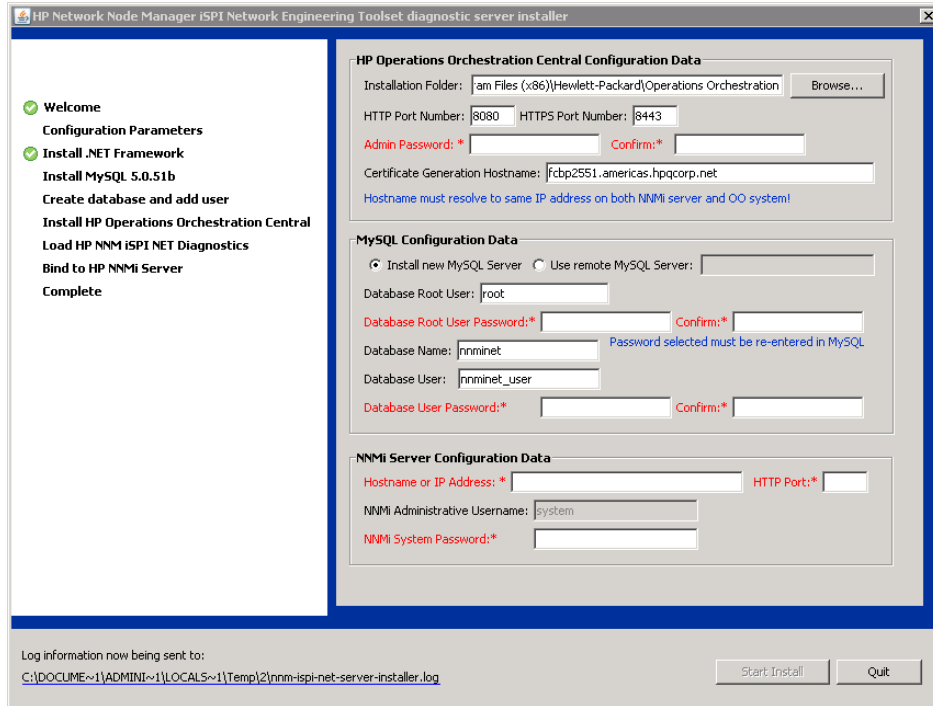 HP Network Node Manager iSPI Network Engineering Toolset diagnostic server installer
Welcome
Configuration Parameters
Install .NET Framework
Install MySQL 5.0.51b
Create database and add user
Install HP Operations Orchestration Central
Load HP NNM iSPI NET Diagnostics
Bind to HP NNMi Server
Complete
HP Operations Orchestration Central Configuration Data
Installation Folder: ram Files (x86)\Hewlett-Packard\Operations Orchestration Browse...
HTTP Port Number: 8080 HTTPS Port Number: 8443
Admin Password: * Confirm:*
Certificate Generation Hostname: fcbp2551.americas.hpqcorp.net
Hostname must resolve to same IP address on both NNMi server and OO system!
MySQL Configuration Data
Install new MySQL Server Use remote MySQL Server:
Database Root User: root
Database Root User Password:* Confirm:*
Password selected must be re-entered in MySQL
Database Name: nnminet
Database User: nnminet_user
Database User Password:* Confirm:*
NNMi Server Configuration Data
Hostname or IP Address: * HTTP Port:*
NNMi Administrative Username: system
NNMi System Password:*
Log information now being sent to:
C:\DOCUME~1\ADMINI~1\LOCALS~1\Temp\2\nnm-ispi-net-server-installer.log
Start Install Quit